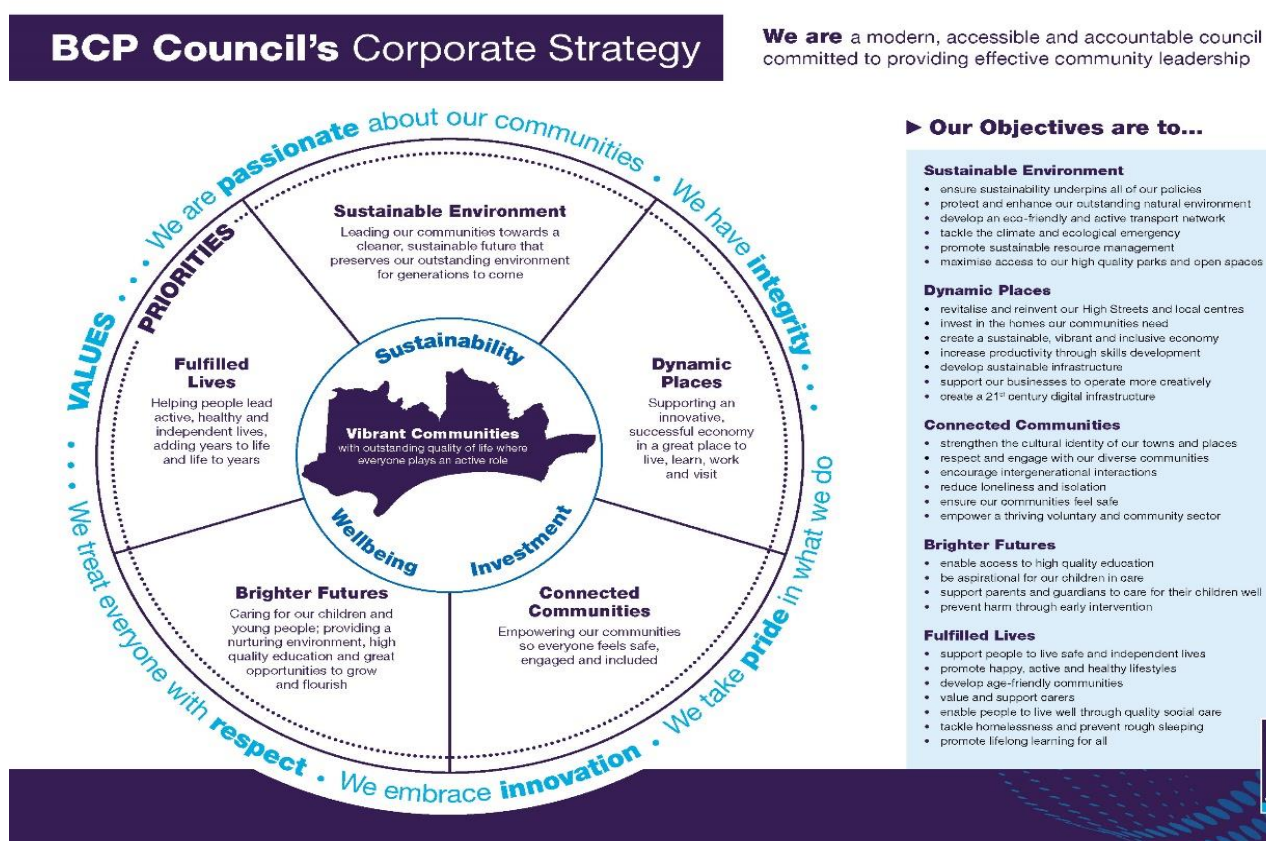 BCP Council's Corporate Strategy
We are a modern, accessible and accountable council
committed to providing effective community leadership
VALUES . . . . We are passionate about our communities • We have integrity . . .
We take pride in what we do
We embrace innovation •
We treat everyone with respect •
PRIORITIES
Sustainable Environment
Leading our communities towards a
cleaner, sustainable future that
preserves our outstanding environment
for generations to come
Fulfilled
Lives
Helping people lead
active, healthy and
independent lives,
adding years to life
and life to years
Dynamic
Places
Supporting an
innovative,
successful economy
in a great place to
live, learn, work
and visit
Sustainability
Vibrant Communities
with outstanding quality of life where
everyone plays an active role
Wellbeing
Investment
Brighter Futures
Caring for our children and
young people; providing a
nurturing environment, high
quality education and great
opportunities to grow
and flourish
Connected
Communities
Empowering our communities
so everyone feels safe,
engaged and included
► Our Objectives are to...
Sustainable Environment
• ensure sustainability underpins all of our policies
• protect and enhance our outstanding natural environment
• develop an eco-friendly and active transport network
• tackle the climate and ecological emergency
• promote sustainable resource management
• maximise access to our high quality parks and open spaces
Dynamic Places
• revitalise and reinvent our High Streets and local centres
• invest in the homes our communities need
• create a sustainable, vibrant and inclusive economy
• increase productivity through skills development
• develop sustainable infrastructure
• support our businesses to operate more creatively
• create a 21st century digital infrastructure
Connected Communities
• strengthen the cultural identity of our towns and places
• respect and engage with our diverse communities
• encourage intergenerational interactions
• reduce loneliness and isolation
• ensure our communities feel safe
• empower a thriving voluntary and community sector
Brighter Futures
• enable access to high quality education
• be aspirational for our children in care
• support parents and guardians to care for their children well
• prevent harm through early intervention
Fulfilled Lives
• support people to live safe and independent lives
• promote happy, active and healthy lifestyles
• develop age-friendly communities
• value and support carers
• enable people to live well through quality social care
• tackle homelessness and prevent rough sleeping
• promote lifelong learning for all